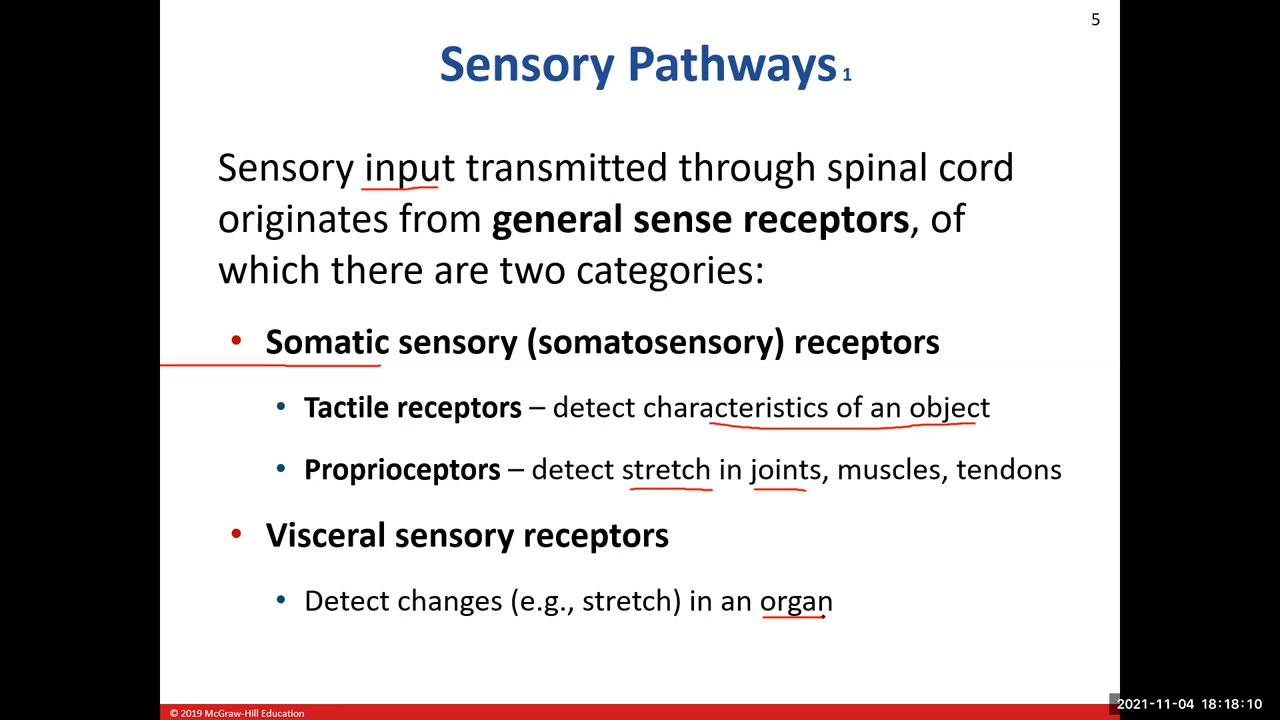 5
Sensory Pathways 1
Sensory input transmitted through spinal cord
originates from general sense receptors, of
which there are two categories:
• Somatic sensory (somatosensory) receptors
• Tactile receptors – detect characteristics of an object
• Proprioceptors – detect stretch in joints, muscles, tendons
• Visceral sensory receptors
• Detect changes (e.g., stretch) in an organ
© 2019 McGraw-Hill Education
2021-11-04 18:18:10